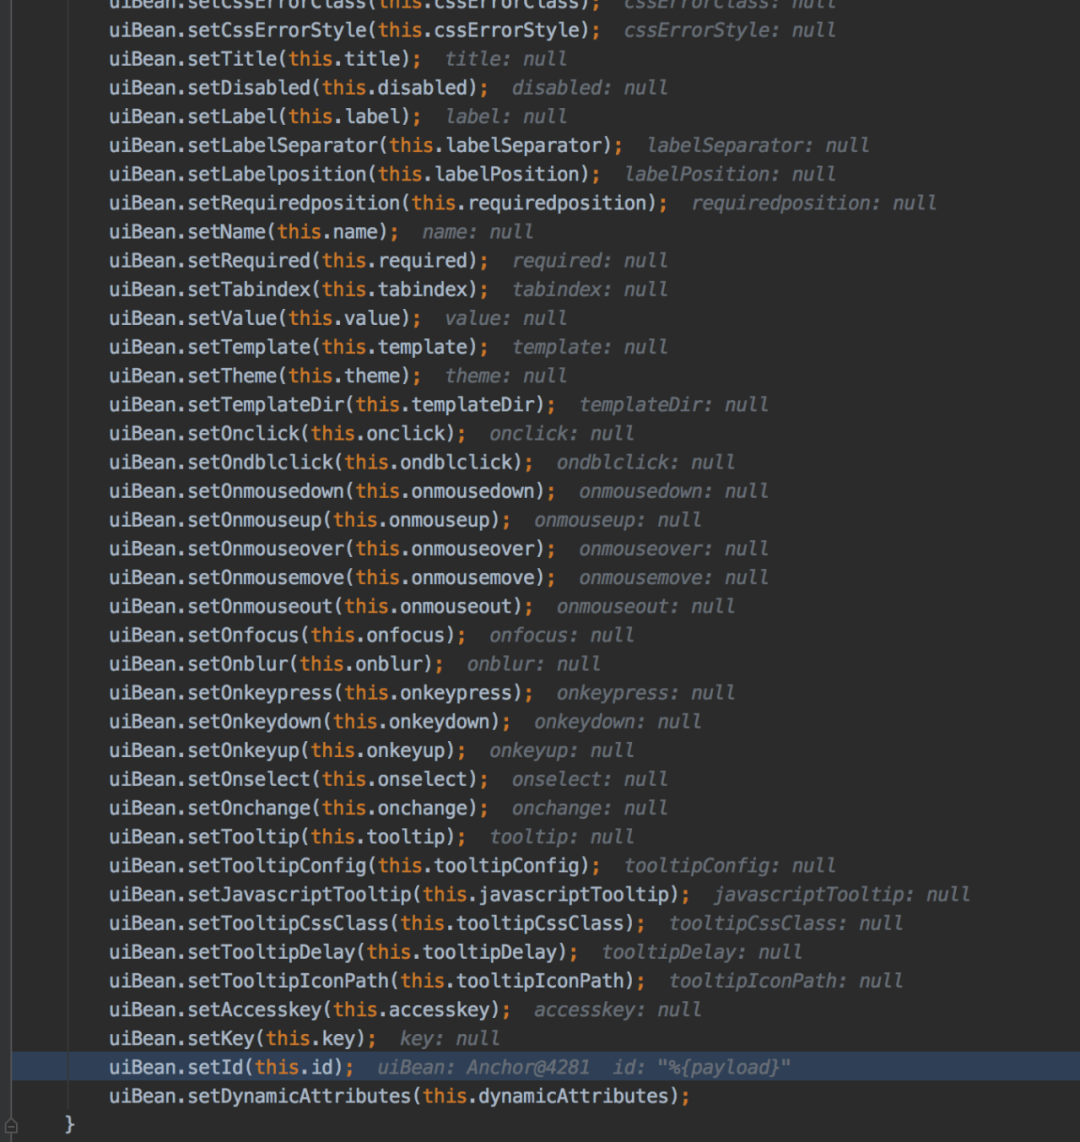 uiBean.setCssErrorClass(this.cssErrorClass);  cssErrorClass: null
uiBean.setCssErrorStyle(this.cssErrorStyle);  cssErrorStyle: null
uiBean.setTitle(this.title);  title: null
uiBean.setDisabled(this.disabled);  disabled: null
uiBean.setLabel(this.label);  label: null
uiBean.setLabelSeparator(this.labelSeparator);  labelSeparator: null
uiBean.setLabelposition(this.labelPosition);  labelPosition: null
uiBean.setRequiredposition(this.requiredposition);  requiredposition: null
uiBean.setName(this.name);  name: null
uiBean.setRequired(this.required);  required: null
uiBean.setTabindex(this.tabindex);  tabindex: null
uiBean.setValue(this.value);  value: null
uiBean.setTemplate(this.template);  template: null
uiBean.setTheme(this.theme);  theme: null
uiBean.setTemplateDir(this.templateDir);  templateDir: null
uiBean.setOnclick(this.onclick);  onclick: null
uiBean.setOndblclick(this.ondblclick);  ondblclick: null
uiBean.setOnmousedown(this.onmousedown);  onmousedown: null
uiBean.setOnmouseup(this.onmouseup);  onmouseup: null
uiBean.setOnmouseover(this.onmouseover);  onmouseover: null
uiBean.setOnmousemove(this.onmousemove);  onmousemove: null
uiBean.setOnmouseout(this.onmouseout);  onmouseout: null
uiBean.setOnfocus(this.onfocus);  onfocus: null
uiBean.setOnblur(this.onblur);  onblur: null
uiBean.setOnkeypress(this.onkeypress);  onkeypress: null
uiBean.setOnkeydown(this.onkeydown);  onkeydown: null
uiBean.setOnkeyup(this.onkeyup);  onkeyup: null
uiBean.setOnselect(this.onselect);  onselect: null
uiBean.setOnchange(this.onchange);  onchange: null
uiBean.setTooltip(this.tooltip);  tooltip: null
uiBean.setTooltipConfig(this.tooltipConfig);  tooltipConfig: null
uiBean.setJavascriptTooltip(this.javascriptTooltip);  javascriptTooltip: null
uiBean.setTooltipCssClass(this.tooltipCssClass);  tooltipCssClass: null
uiBean.setTooltipDelay(this.tooltipDelay);  tooltipDelay: null
uiBean.setTooltipIconPath(this.tooltipIconPath);  tooltipIconPath: null
uiBean.setAccesskey(this.accesskey);  accesskey: null
uiBean.setKey(this.key);  key: null
uiBean.setId(this.id);  uiBean: Anchor@4281  id: "%{payload}"
uiBean.setDynamicAttributes(this.dynamicAttributes);
}